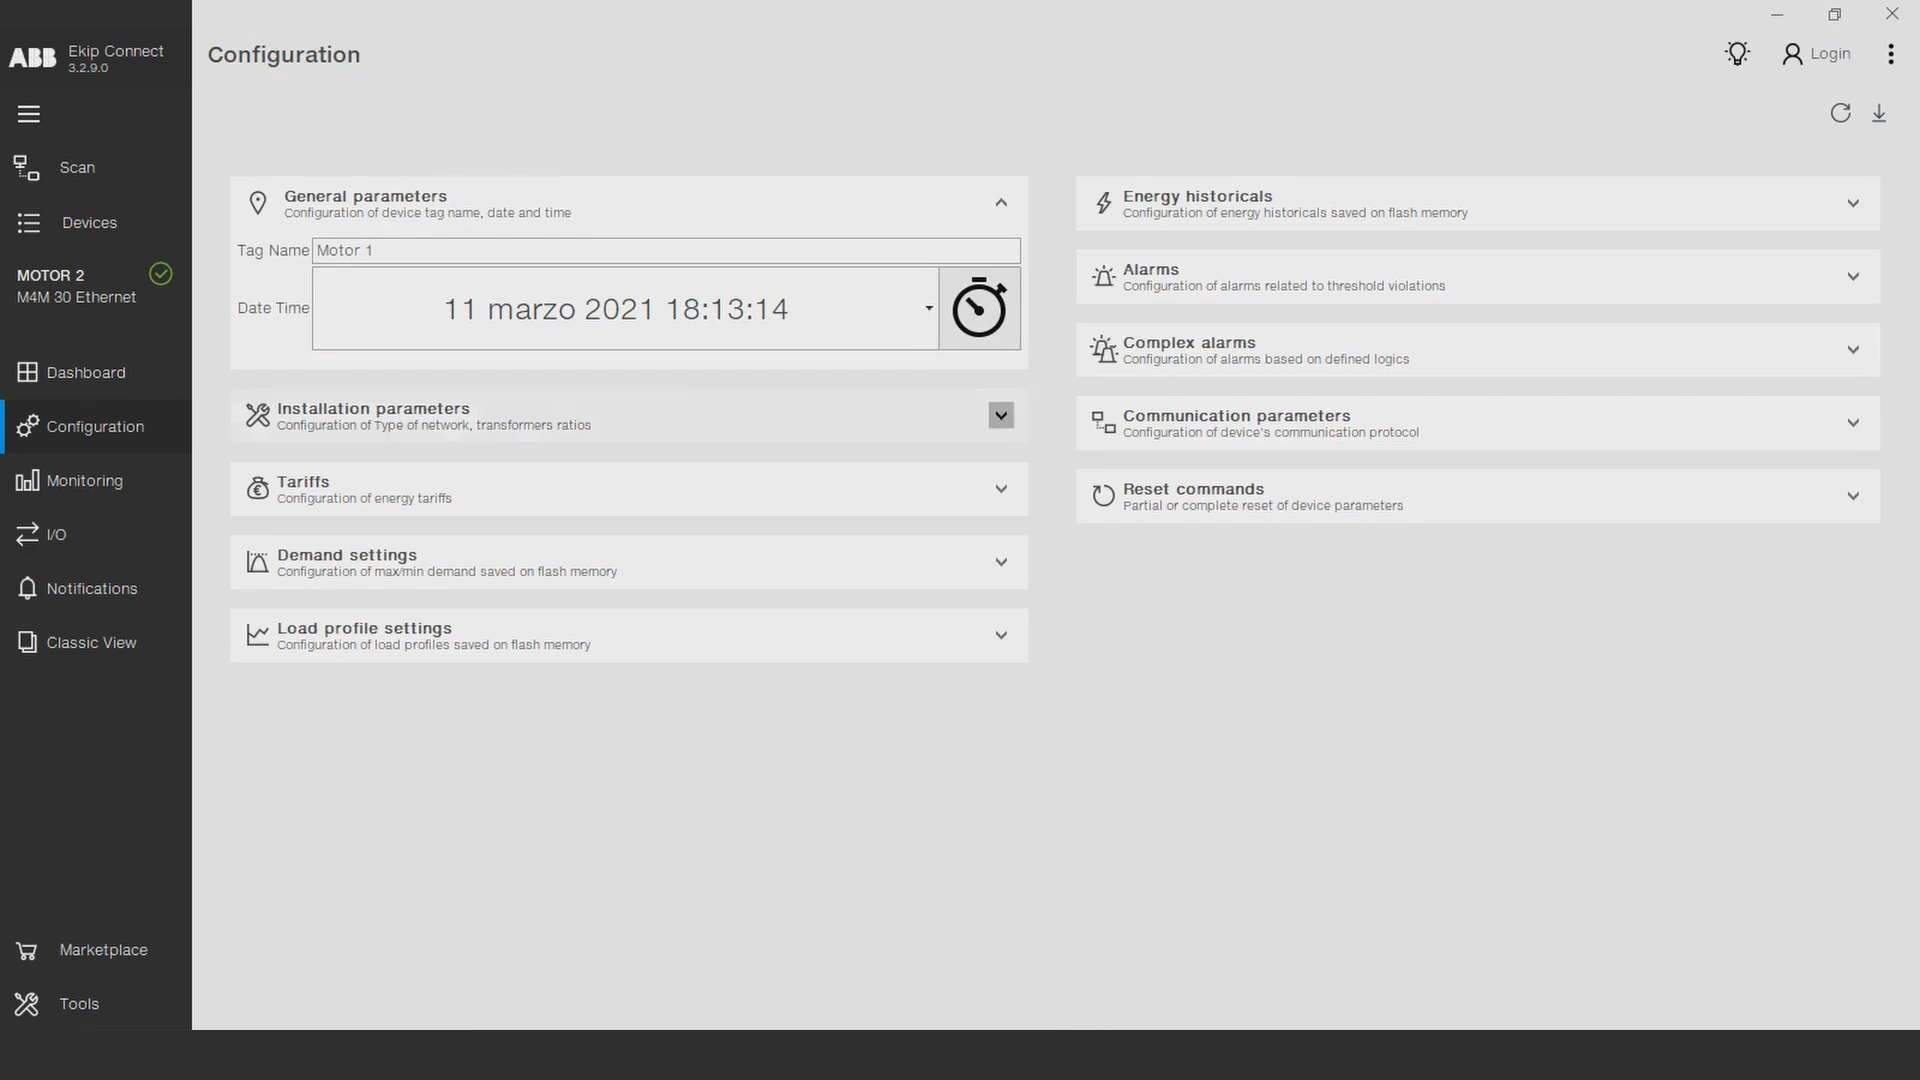 ABB
Ekip Connect
3.2.9.0
Scan
Devices
MOTOR 2
M4M 30 Ethernet
Dashboard
Configuration
Monitoring
I/O
Notifications
Classic View
Marketplace
Tools
Configuration
Login
General parameters
Configuration of device tag name, date and time
Tag Name
Motor 1
Date Time
11 marzo 2021 18:13:14
Installation parameters
Configuration of Type of network, transformers ratios
Tariffs
Configuration of energy tariffs
Demand settings
Configuration of max/min demand saved on flash memory
Load profile settings
Configuration of load profiles saved on flash memory
Energy historicals
Configuration of energy historicals saved on flash memory
Alarms
Configuration of alarms related to threshold violations
Complex alarms
Configuration of alarms based on defined logics
Communication parameters
Configuration of device's communication protocol
Reset commands
Partial or complete reset of device parameters